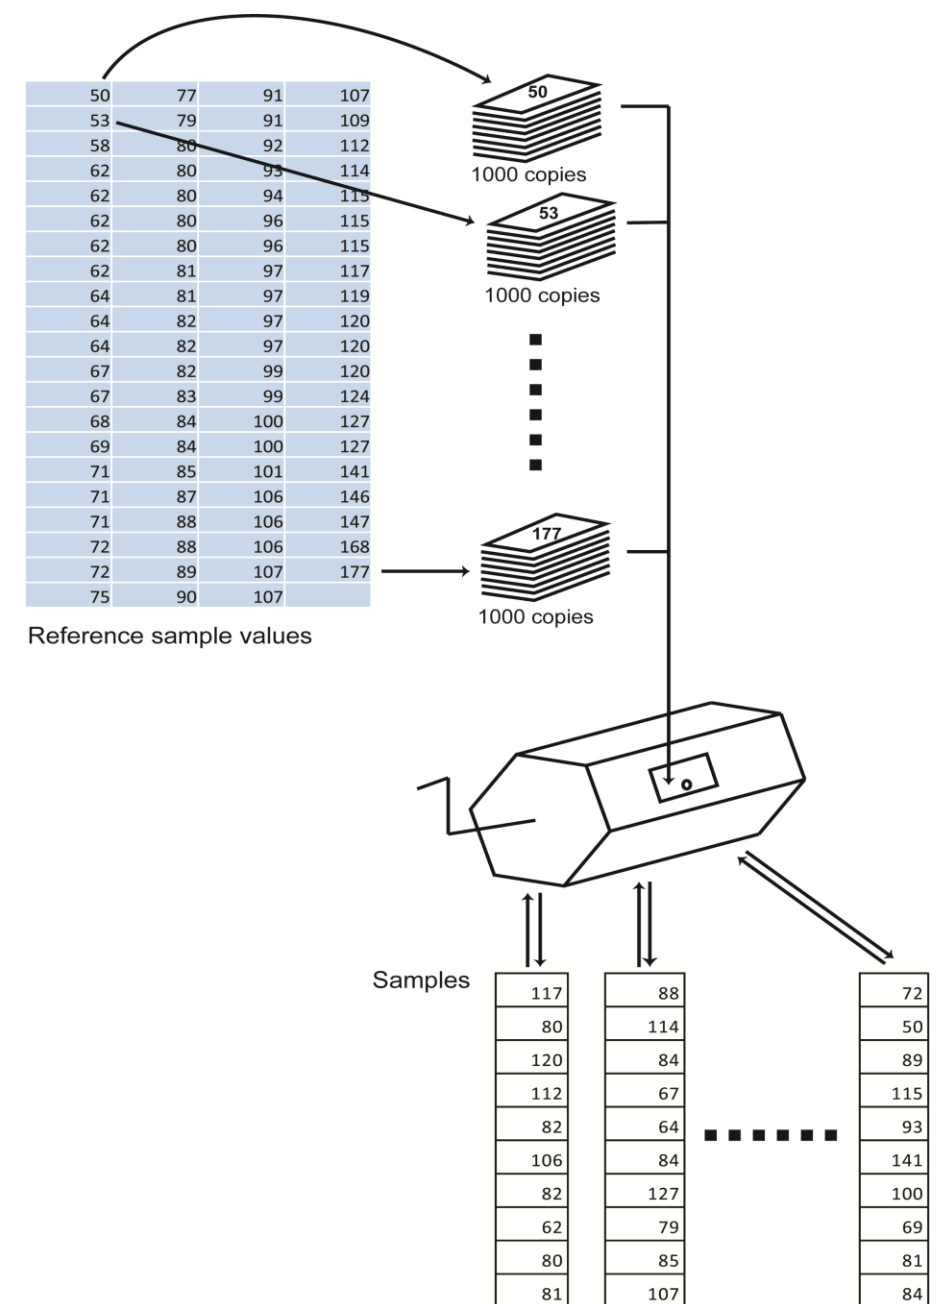 50 77 91 107
53 79 91 109
58 80 92 112
62 80 93 114
62 80 94 115
62 80 96 115
62 80 96 115
62 81 97 117
64 81 97 119
64 82 97 120
64 82 97 120
67 82 99 120
67 83 99 124
68 84 100 127
69 84 100 127
71 85 101 141
71 87 106 146
71 88 106 147
72 88 106 168
72 89 107 177
75 90 107
Reference sample values
50
1000 copies
53
1000 copies
177
1000 copies
Samples
117 88 72
80 114 50
120 84 89
112 67 115
82 64 93
106 84 141
82 127 100
62 79 69
80 85 81
81 107 84